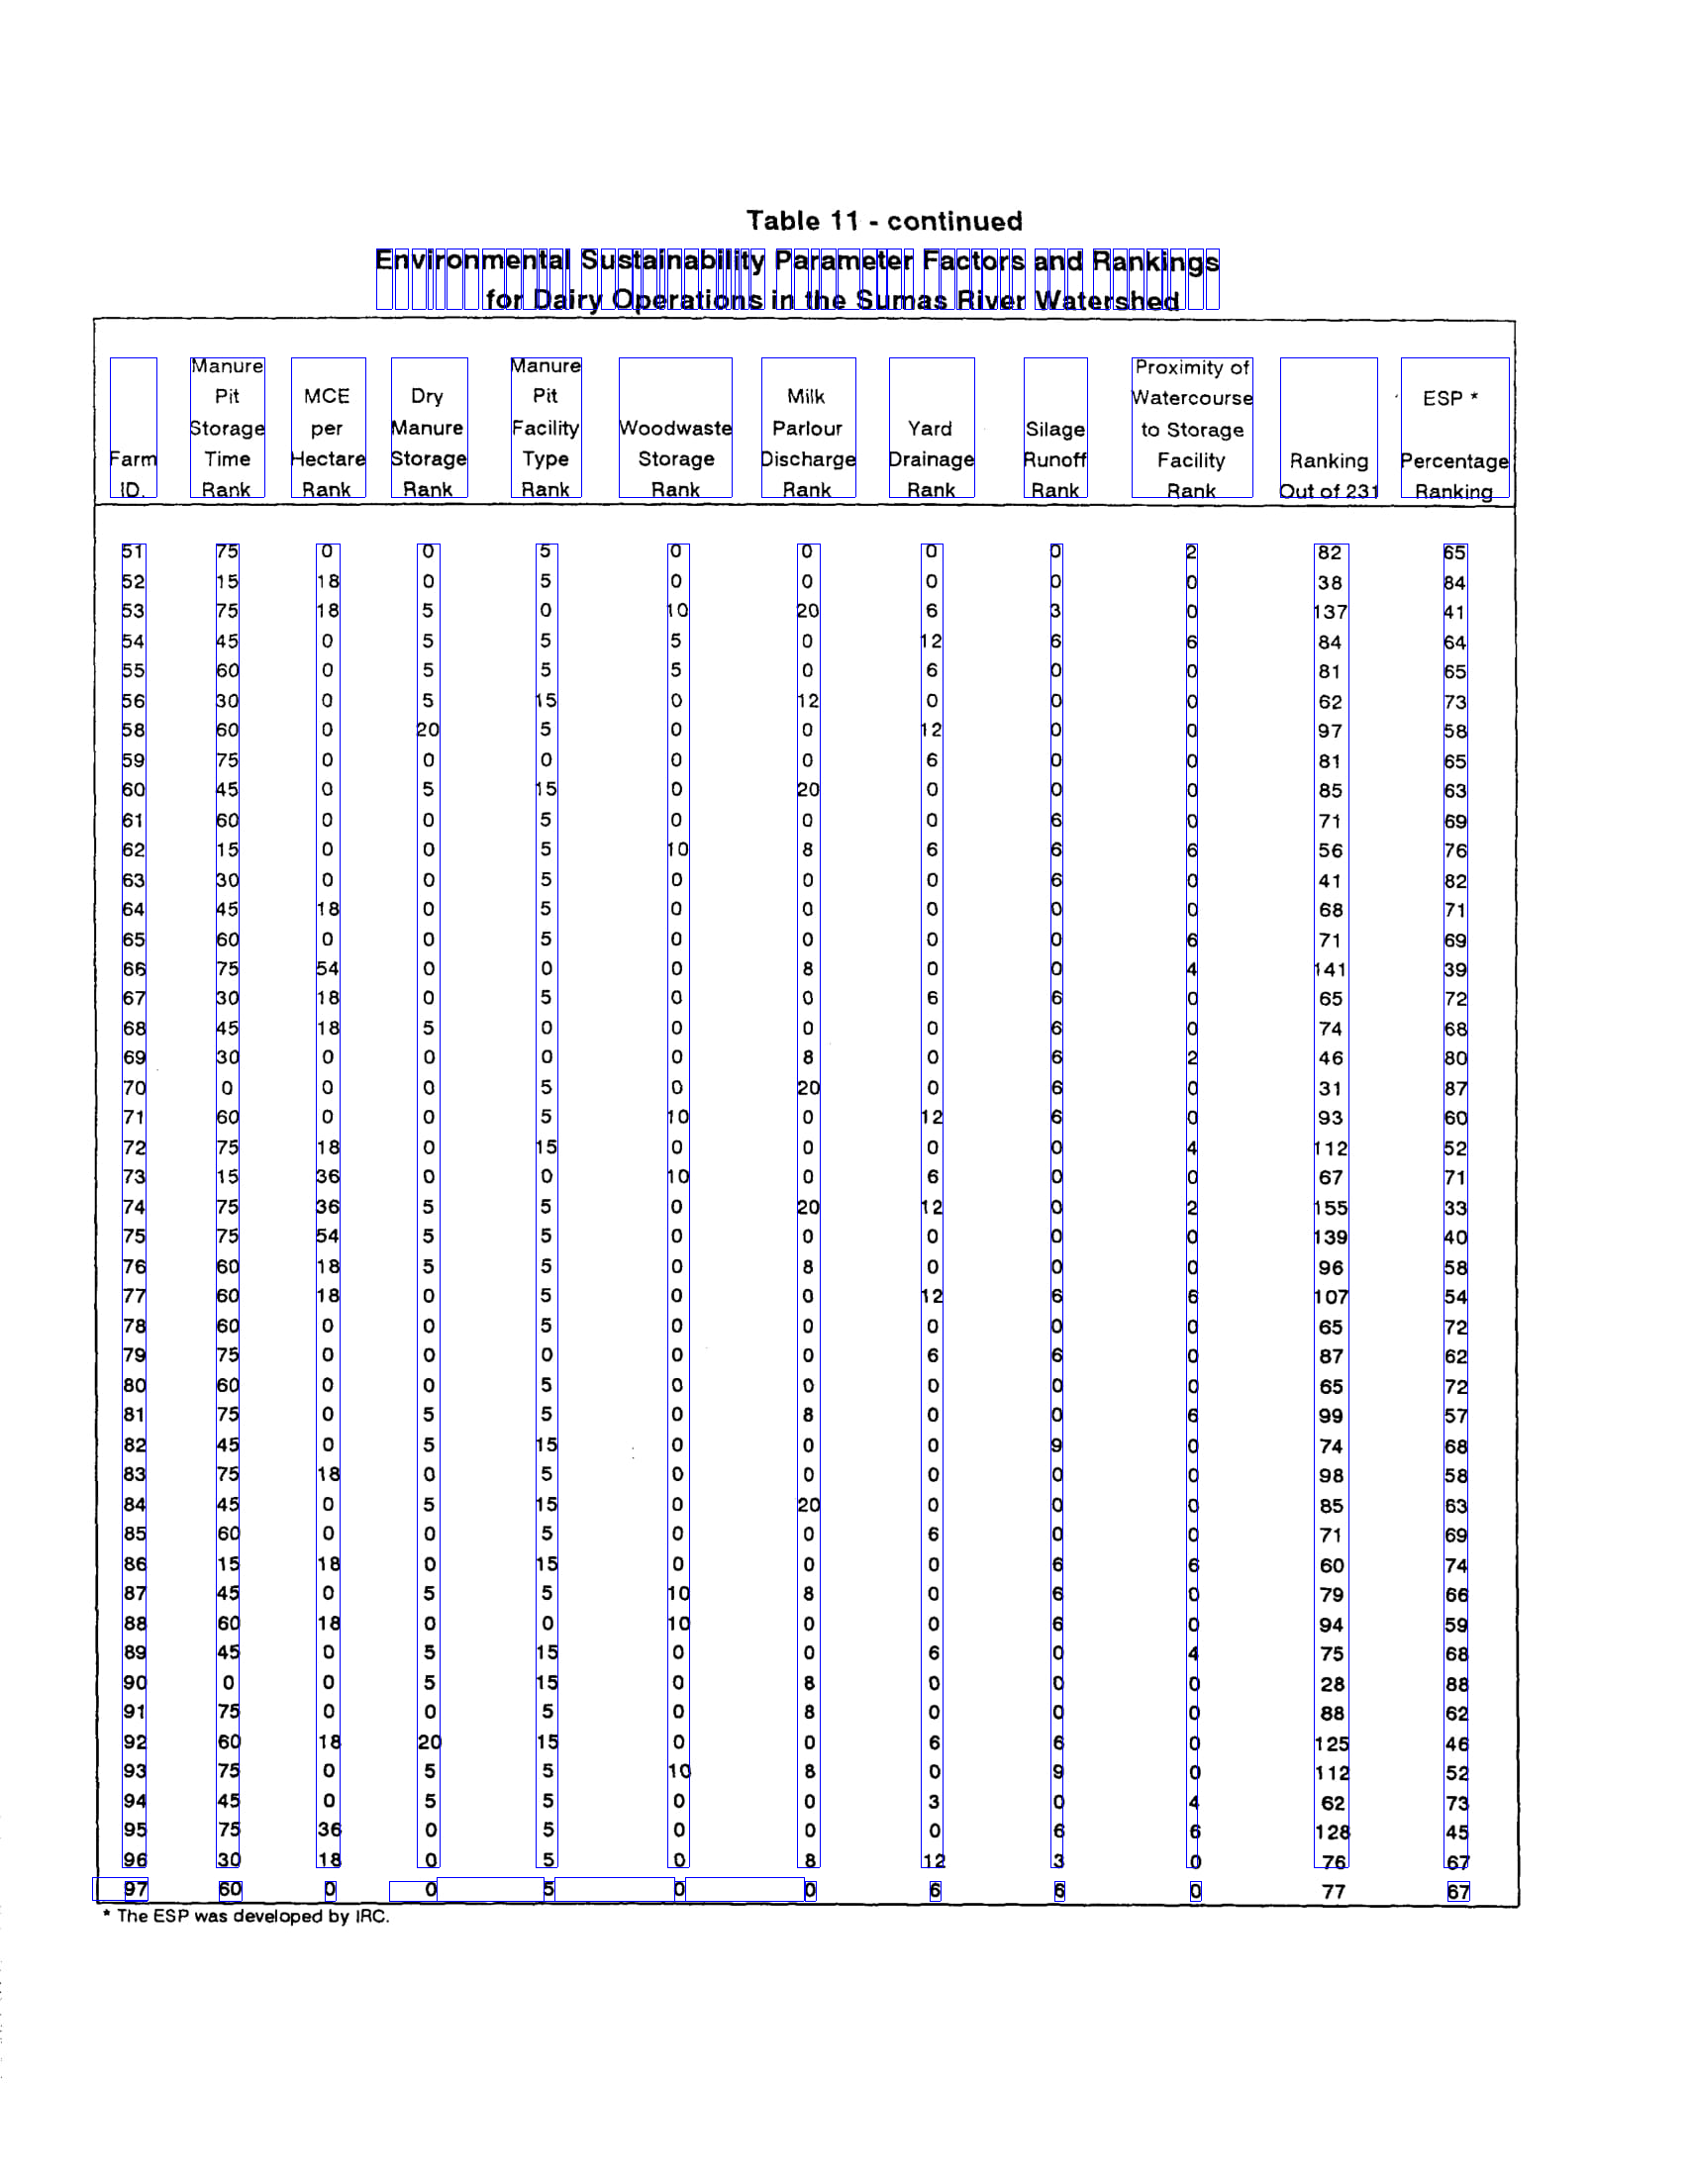 Table 11 - continued
Environmental Sustainability Parameter Factors and Rankings
for Dairy Operations in the Sumas River Watershed
Manure Manure Proximity of
Pit MCE Dry Pit Milk Watercourse ESP *
Storage per Manure Facility Woodwaste Parlour Yard Silage to Storage
Farm Time Hectare Storage Type Storage Discharge Drainage Runoff Facility Ranking Percentage
ID. Rank Rank Rank Rank Rank Rank Rank Rank Rank Out of 231 Ranking
51 75 0 0 5 0 0 0 0 2 82 65
52 15 18 0 5 0 0 0 0 0 38 84
53 75 18 5 0 10 20 6 3 0 137 41
54 45 0 5 5 5 0 12 6 6 84 64
55 60 0 5 5 5 0 6 0 0 81 65
56 30 0 5 15 0 12 0 0 0 62 73
58 60 0 20 5 0 0 12 0 0 97 58
59 75 0 0 0 0 0 6 0 0 81 65
60 45 0 5 15 0 20 0 0 0 85 63
61 60 0 0 5 0 0 0 6 0 71 69
62 15 0 0 5 10 8 6 6 6 56 76
63 30 0 0 5 0 0 0 6 0 41 82
64 45 18 0 5 0 0 0 0 0 68 71
65 60 0 0 5 0 0 0 0 6 71 69
66 75 54 0 0 0 8 0 0 4 141 39
67 30 18 0 5 0 0 6 6 0 65 72
68 45 18 5 0 0 0 0 6 0 74 68
69 30 0 0 0 0 8 0 6 2 46 80
70 0 0 0 5 0 20 0 6 0 31 87
71 60 0 0 5 10 0 12 6 0 93 60
72 75 18 0 15 0 0 0 0 4 112 52
73 15 36 0 0 10 0 6 0 0 67 71
74 75 36 5 5 0 20 12 0 2 155 33
75 75 54 5 5 0 0 0 0 0 139 40
76 60 18 5 5 0 8 0 0 0 96 58
77 60 18 0 5 0 0 12 6 6 107 54
78 60 0 0 5 0 0 0 0 0 65 72
79 75 0 0 0 0 0 6 6 0 87 62
80 60 0 0 5 0 0 0 0 0 65 72
81 75 0 5 5 0 8 0 0 6 99 57
82 45 0 5 15 0 0 0 9 0 74 68
83 75 18 0 5 0 0 0 0 0 98 58
84 45 0 5 15 0 20 0 0 0 85 63
85 60 0 0 5 0 0 6 0 0 71 69
86 15 18 0 15 0 0 0 6 6 60 74
87 45 0 5 5 10 8 0 6 0 79 66
88 60 18 0 0 10 0 0 6 0 94 59
89 45 0 5 15 0 0 6 0 4 75 68
90 0 0 5 15 0 8 0 0 0 28 88
91 75 0 0 5 0 8 0 0 0 88 62
92 60 18 20 15 0 0 6 6 0 125 46
93 75 0 5 5 10 8 0 9 0 112 52
94 45 0 5 5 0 0 3 0 4 62 73
95 75 36 0 5 0 0 0 6 6 128 45
96 30 18 0 5 0 8 12 3 0 76 67
97 60 0 0 5 0 0 6 6 0 77 67
* The ESP was developed by IRC.